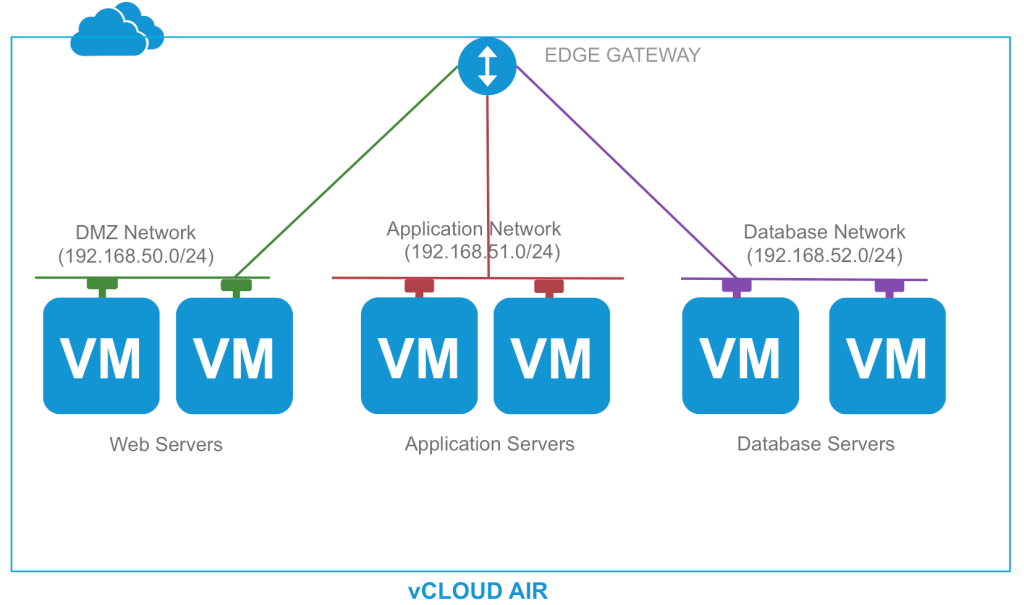 EDGE GATEWAY
DMZ Network
(192.168.50.0/24)
Application Network
(192.168.51.0/24)
Database Network
(192.168.52.0/24)
VM
VM
VM
VM
VM
VM
Web Servers
Application Servers
Database Servers
vCLOUD AIR